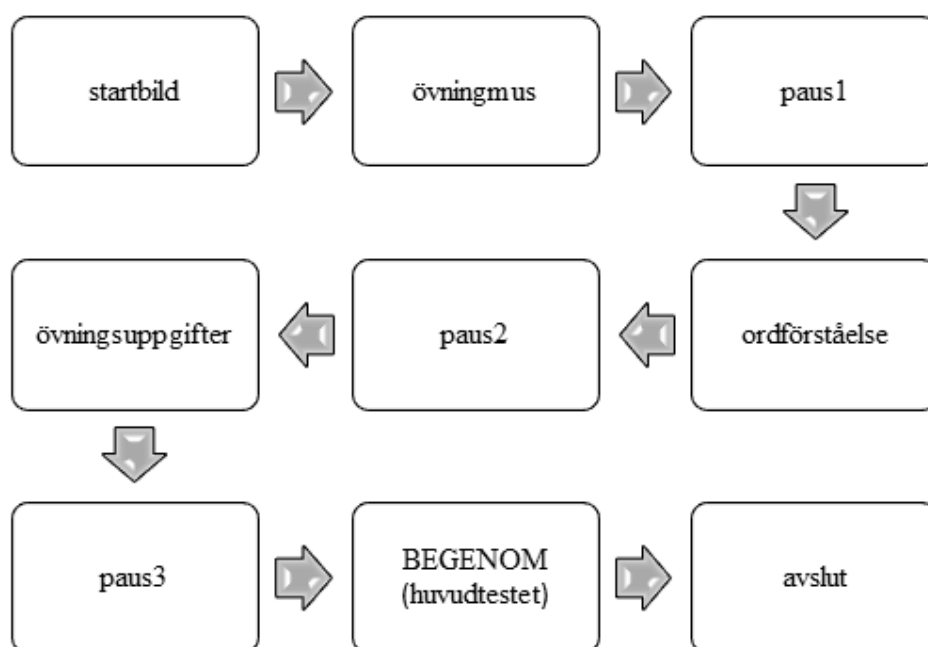 startbild
övningmus
paus1
ordförståelse
paus2
övningsuppgifter
paus3
BEGENOM
(huvudtestet)
avslut